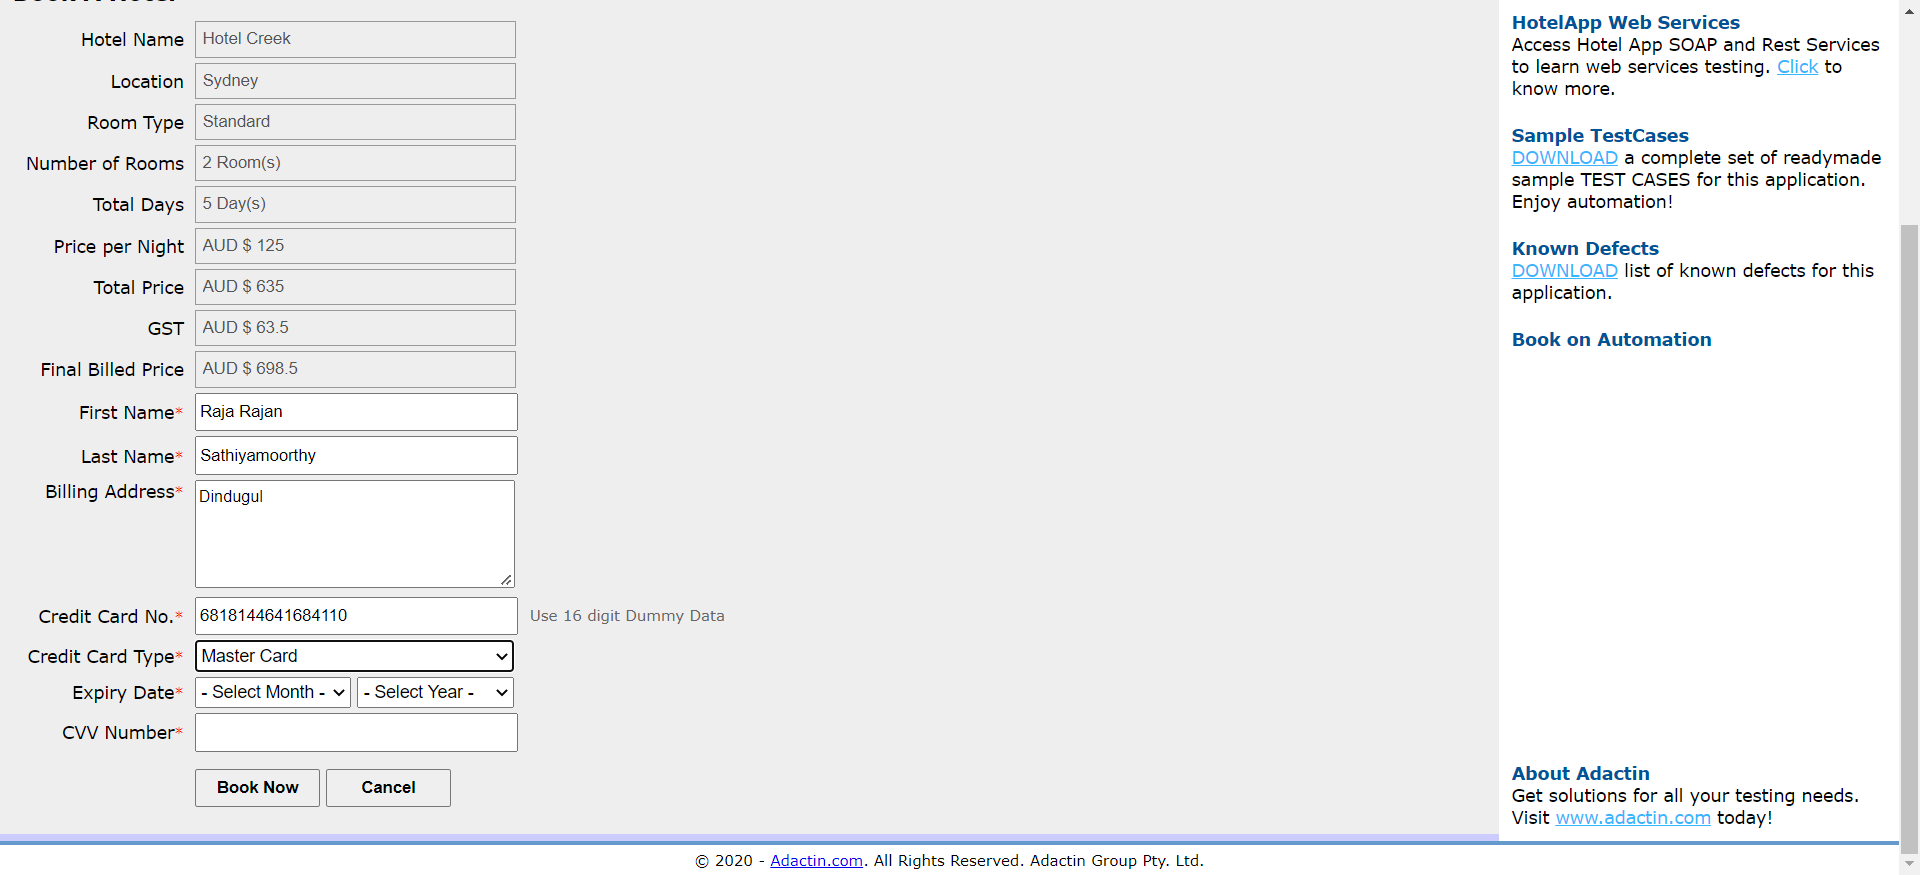 Hotel Name Hotel Creek
Location Sydney
Room Type Standard
Number of Rooms 2 Room(s)
Total Days 5 Day(s)
Price per Night AUD $ 125
Total Price AUD $ 635
GST AUD $ 63.5
Final Billed Price AUD $ 698.5
First Name* Raja Rajan
Last Name* Sathiyamoorthy
Billing Address* Dindugul
Credit Card No.* 6818144641684110 Use 16 digit Dummy Data
Credit Card Type* Master Card
Expiry Date* - Select Month - - Select Year -
CVV Number*
Book Now Cancel
HotelApp Web Services
Access Hotel App SOAP and Rest Services
to learn web services testing. Click to
know more.
Sample TestCases
DOWNLOAD a complete set of readymade
sample TEST CASES for this application.
Enjoy automation!
Known Defects
DOWNLOAD list of known defects for this
application.
Book on Automation
About Adactin
Get solutions for all your testing needs.
Visit www.adactin.com today!
© 2020 - Adactin.com. All Rights Reserved. Adactin Group Pty. Ltd.